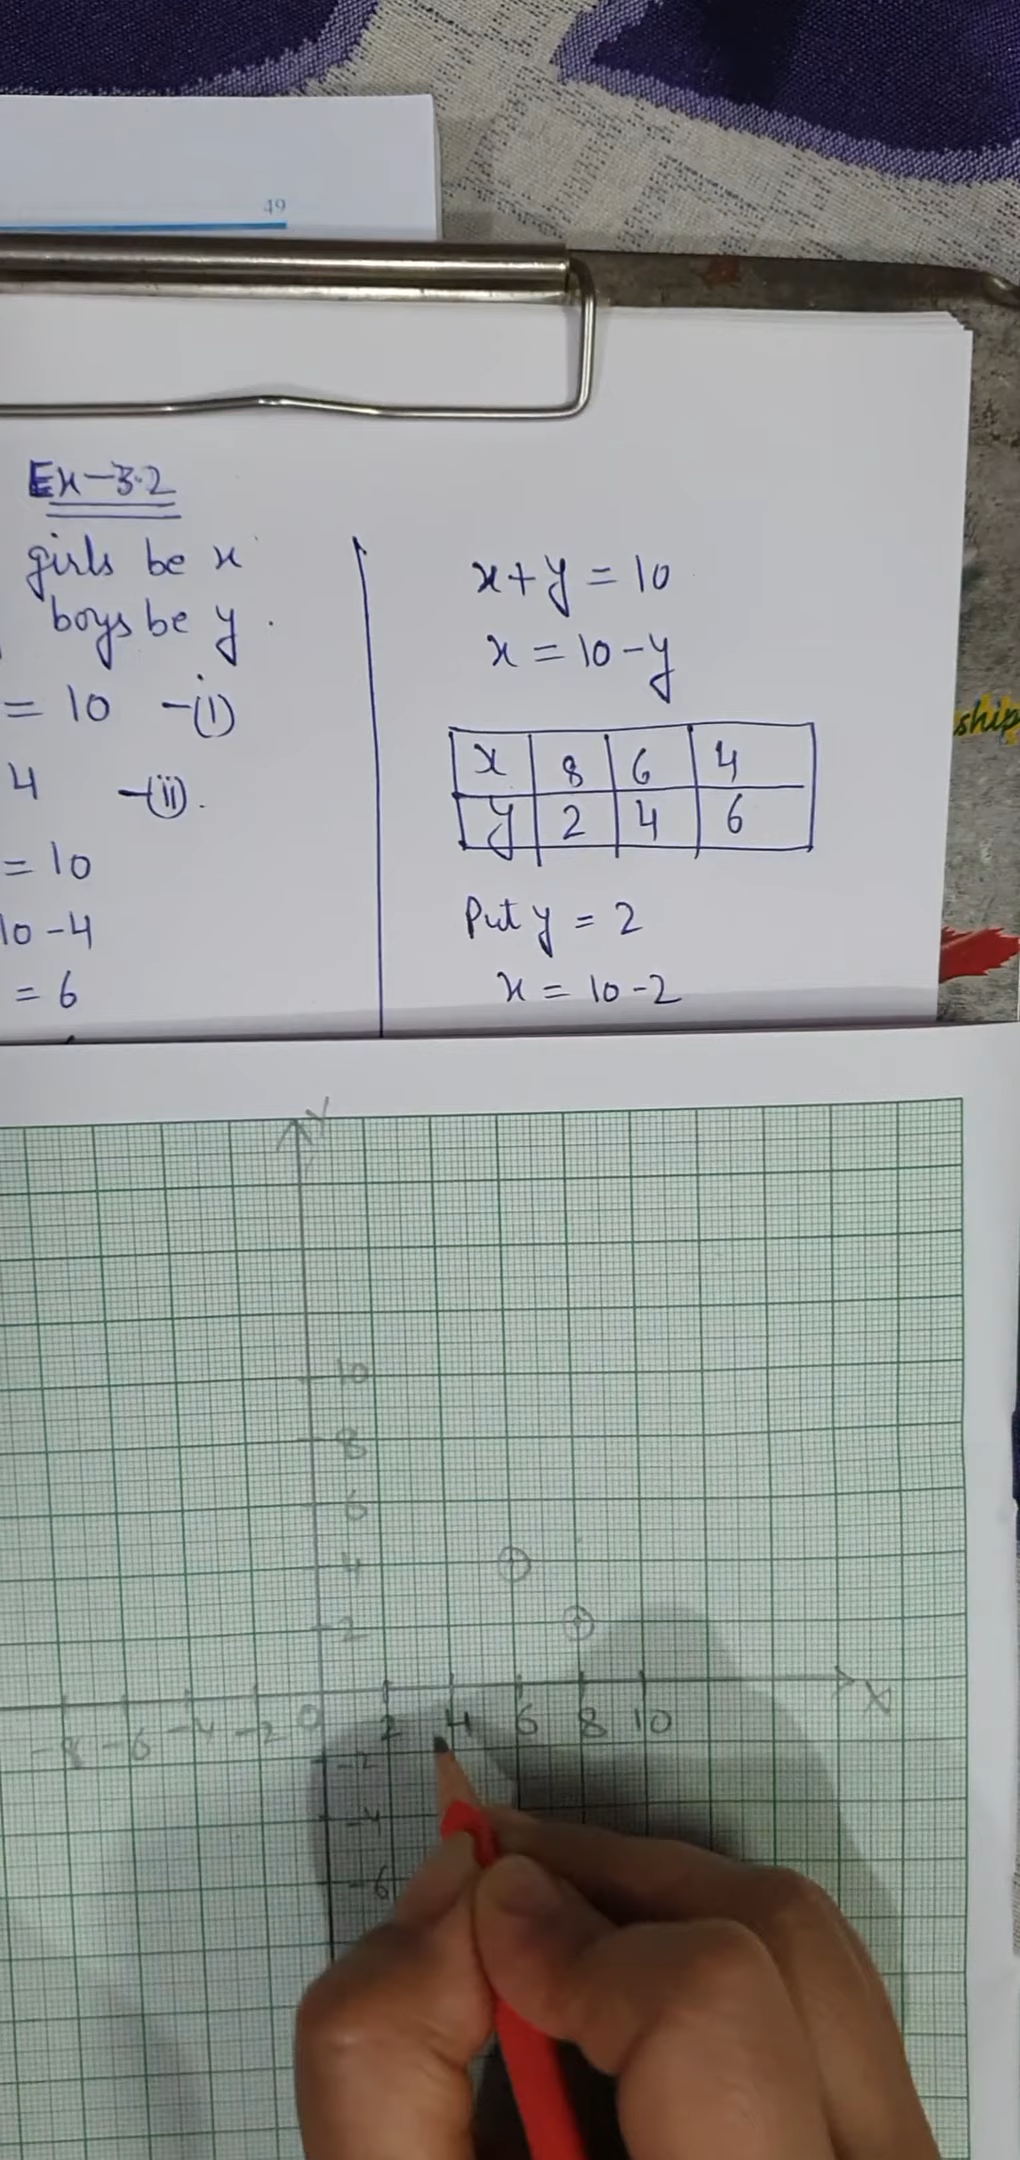 49
Ex-3.2
girls be x
boys be y.
= 10 -(i)
4 -(ii).
= 10
10-4
= 6
x+y=10
x=10-y
x 8 6 4
y 2 4 6
Put y = 2
x = 10-2
ship
Y
10
8
6
4
2
-8 -6 -4 -2 0 2 4 6 8 10 X
-2
-4
-6